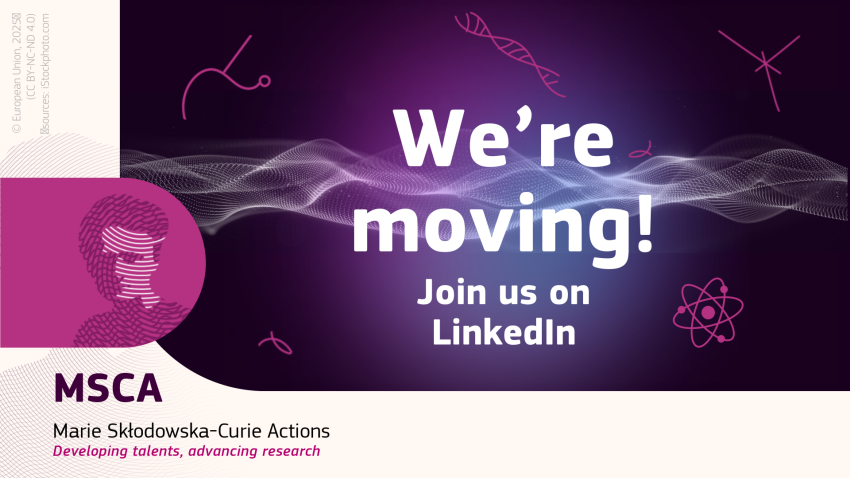 © European Union, 2025
(CC BY-NC-ND 4.0)
sources: iStockphoto.com
We’re
moving!
Join us on
LinkedIn
MSCA
Marie Skłodowska-Curie Actions
Developing talents, advancing research